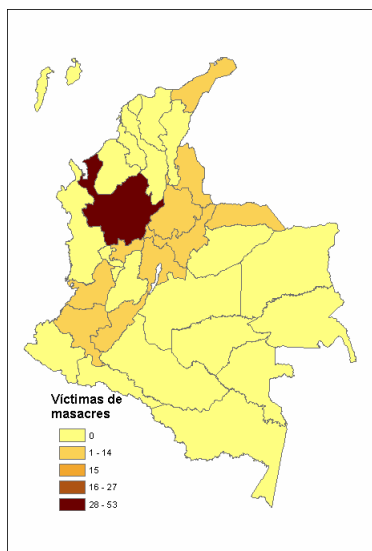 Víctimas de
masacres
0
1 - 14
15
16 - 27
28 - 53